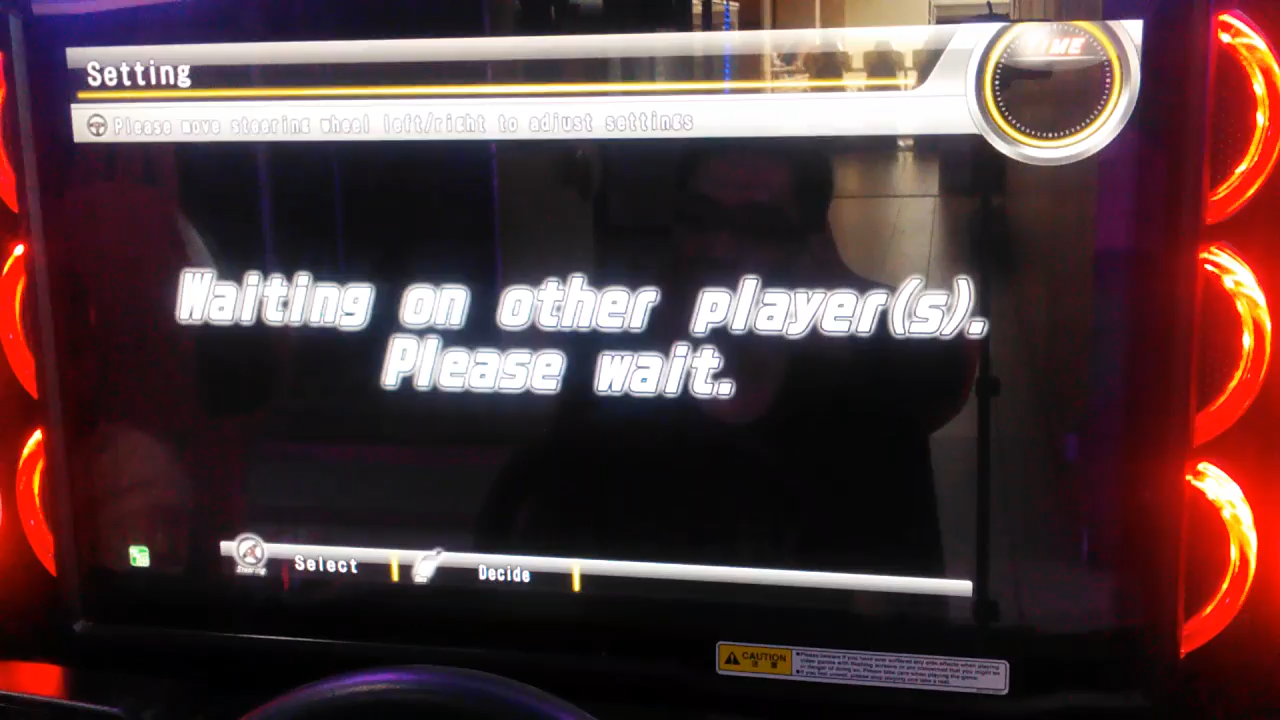 Setting
TIME
Please move steering wheel left/right to adjust settings
Waiting on other player(s).
Please wait.
Select
Decide
CAUTION